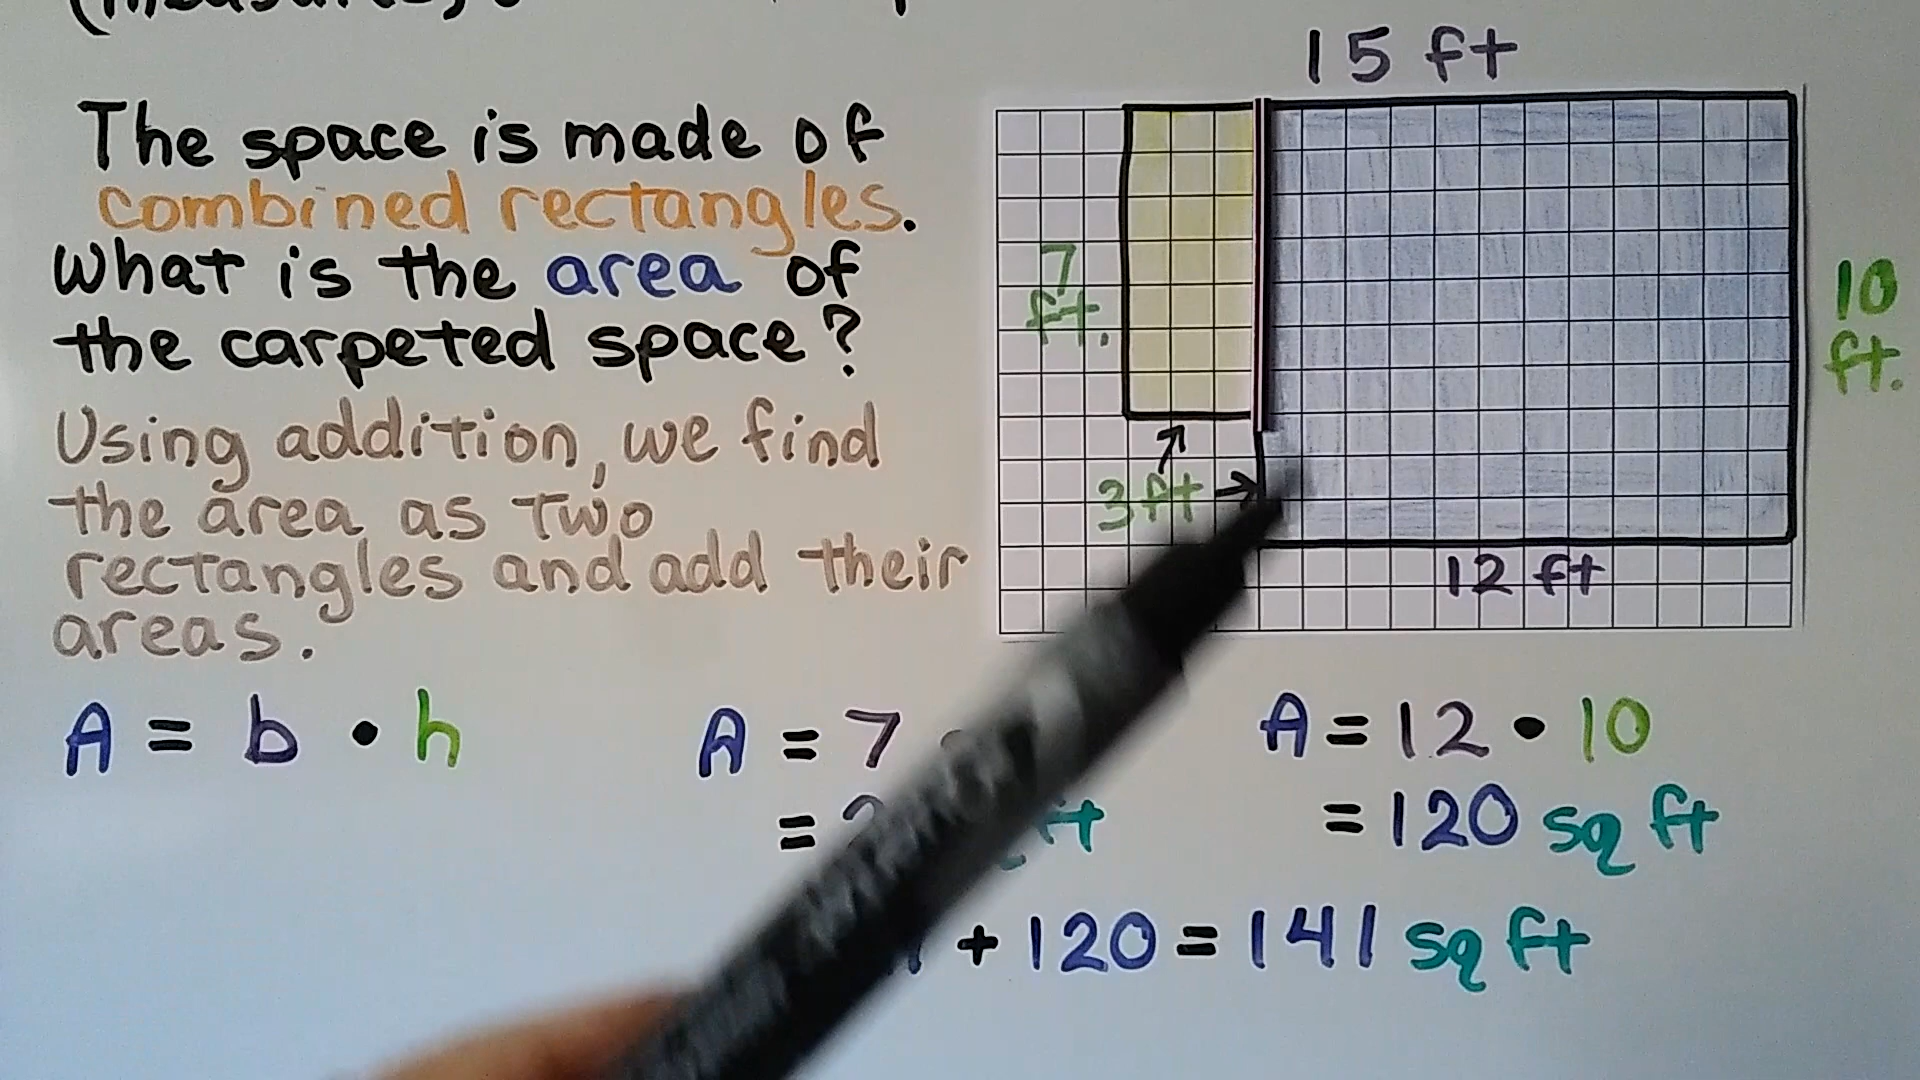 The space is made of
combined rectangles.
What is the area of
the carpeted space?
Using addition, we find
the area as two
rectangles and add their
areas.
15 ft
7
ft.
10
ft.
3 ft
12 ft
A = b • h
A = 7
=
ft
A = 12 • 10
= 120 sq ft
+ 120 = 141 sq ft